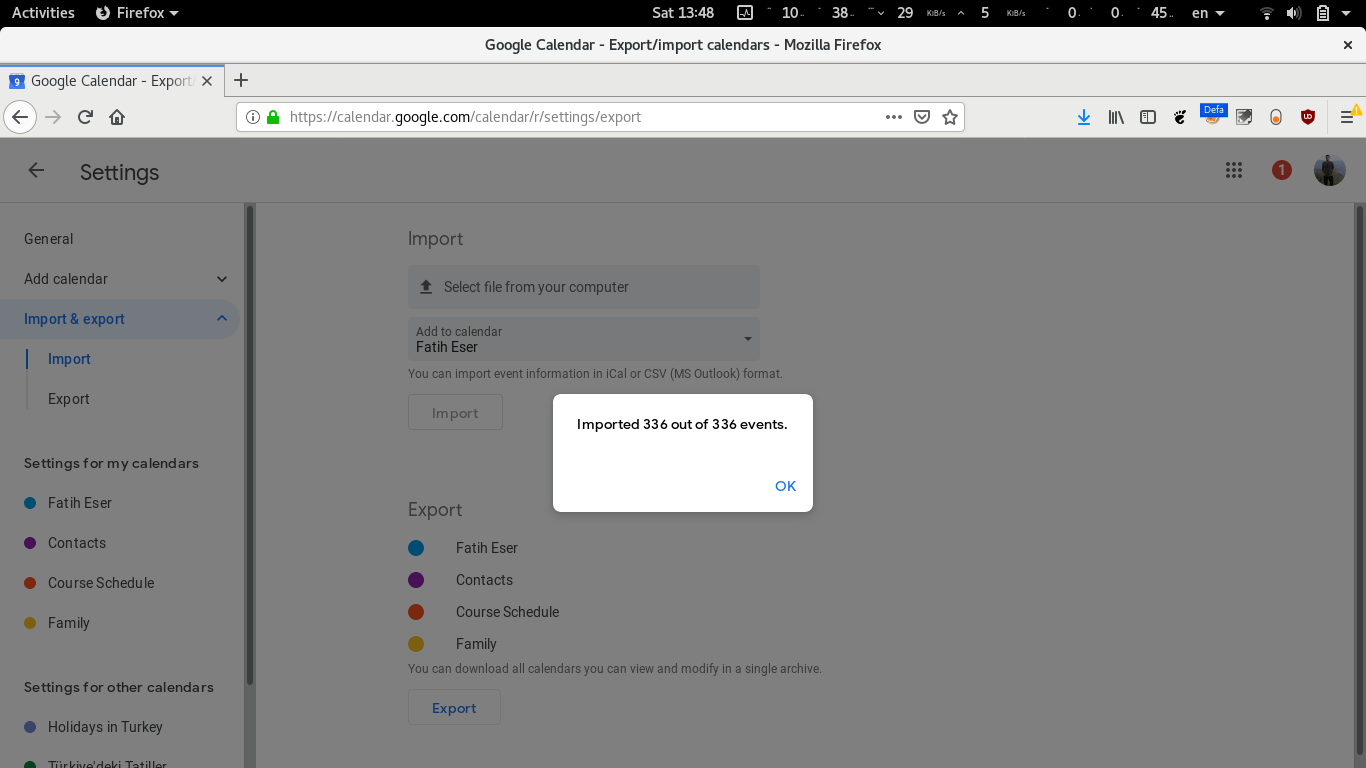 Activities Firefox Sat 13:48 10.. 38.. 29 KiB/s 5 KiB/s 0. 0. 45.. en
Google Calendar - Export/import calendars - Mozilla Firefox
Google Calendar - Export/
https://calendar.google.com/calendar/r/settings/export
Defa
Settings
1
General
Add calendar
Import & export
Import
Export
Settings for my calendars
Fatih Eser
Contacts
Course Schedule
Family
Settings for other calendars
Holidays in Turkey
Türkiye'deki Tatiller
Import
Select file from your computer
Add to calendar
Fatih Eser
You can import event information in iCal or CSV (MS Outlook) format.
Import
Imported 336 out of 336 events.
OK
Export
Fatih Eser
Contacts
Course Schedule
Family
You can download all calendars you can view and modify in a single archive.
Export